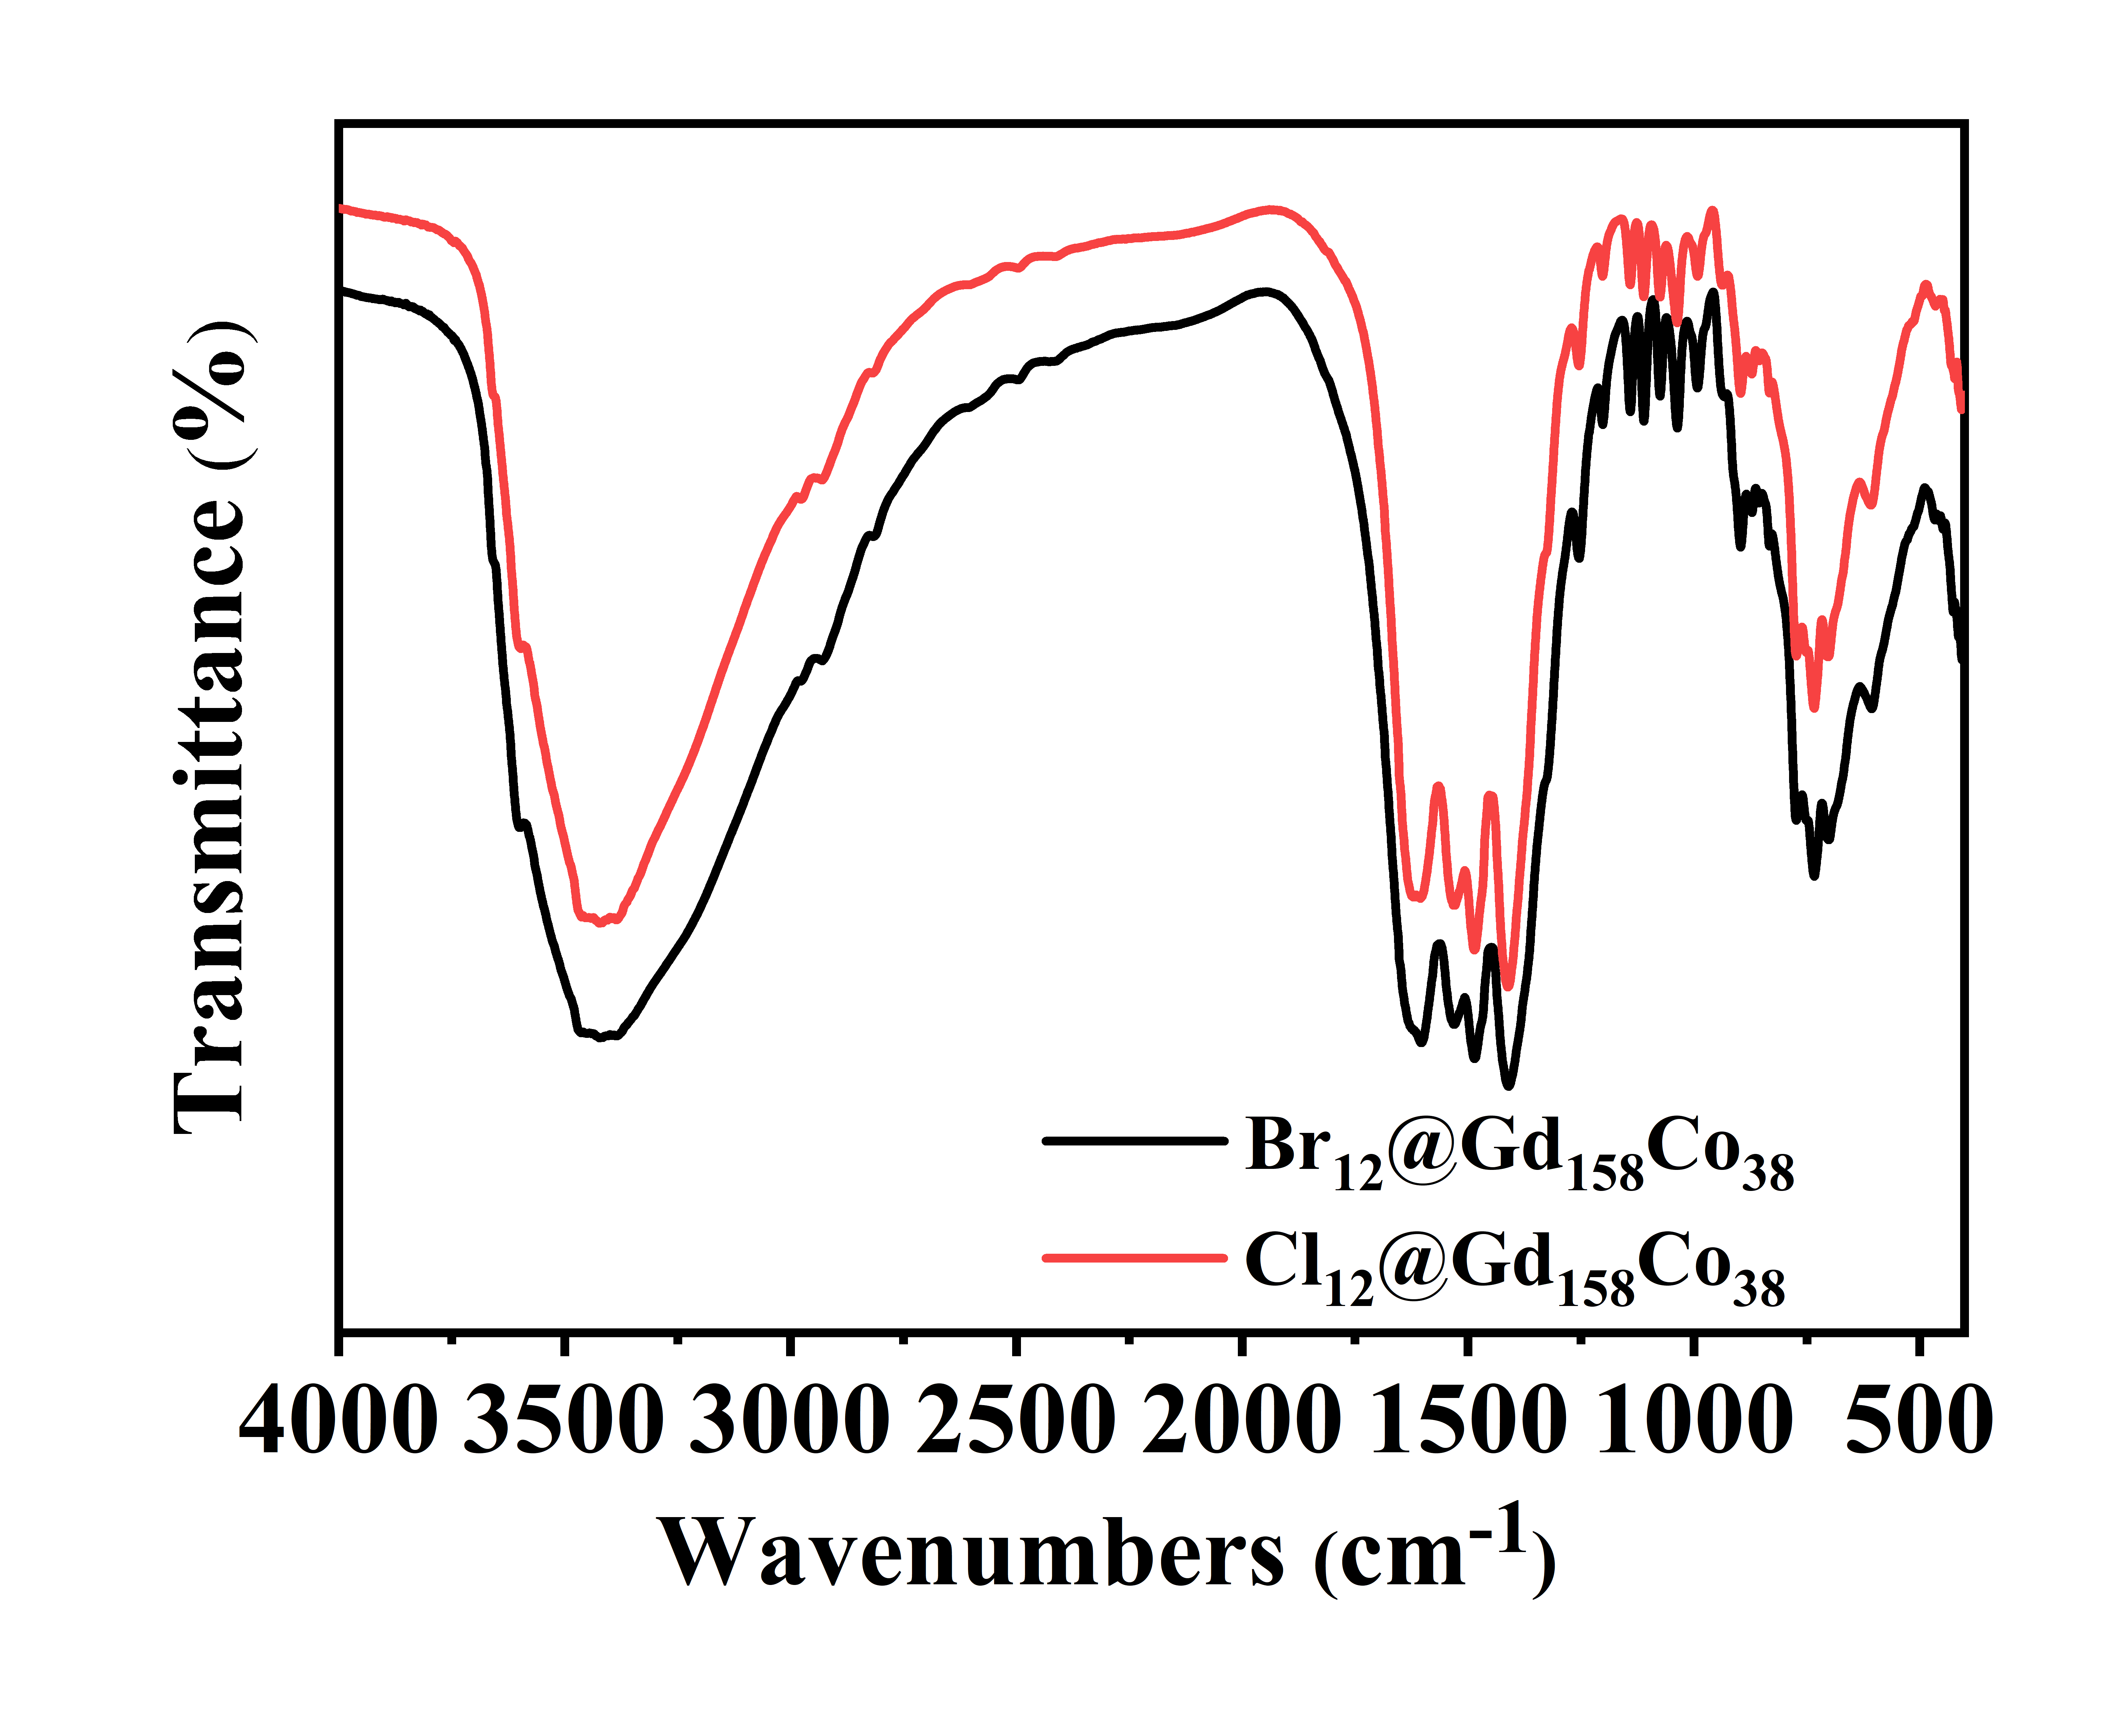 Transmittance (%)
Br₁₂@Gd₁₅₈Co₃₈
Cl₁₂@Gd₁₅₈Co₃₈
4000 3500 3000 2500 2000 1500 1000 500
Wavenumbers (cm⁻¹)